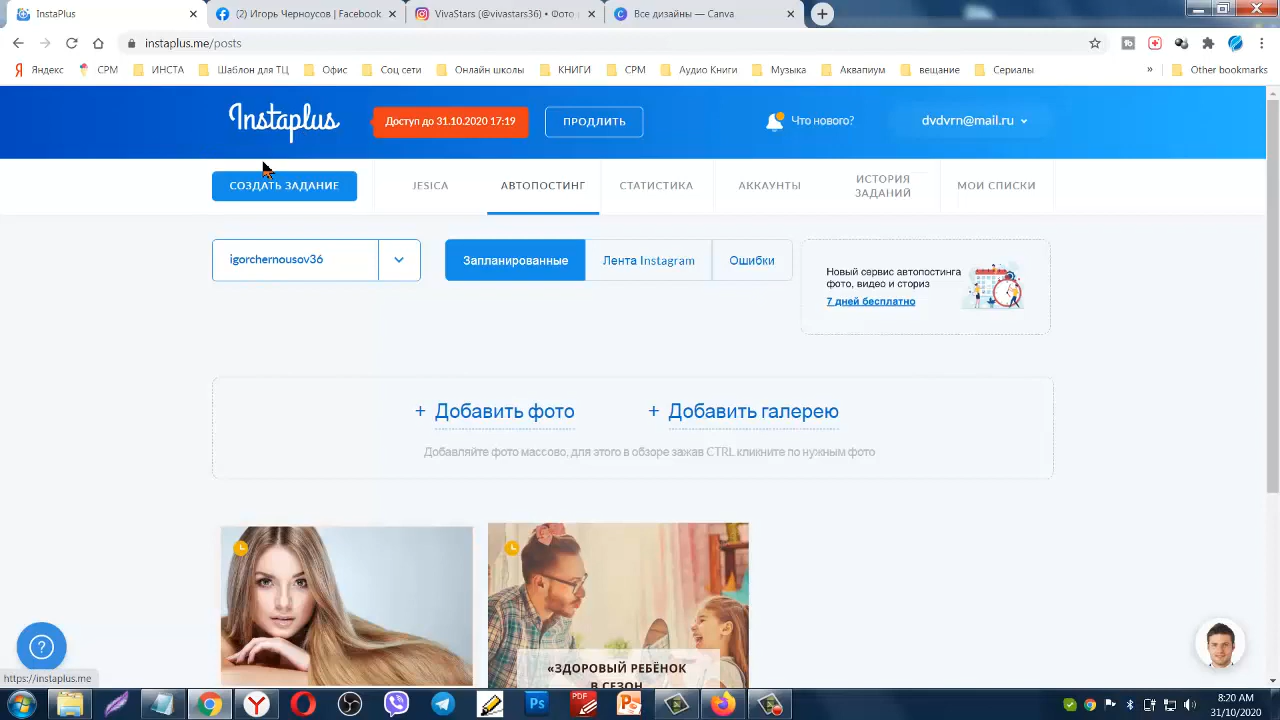 InstaPlus
(2) Игорь Черноусов | Facebook
VivaStars (@vivastars36) • Фото
Все дизайны — Canva
instaplus.me/posts
Яндекс
СРМ
ИНСТА
Шаблон для ТЦ
Офис
Соц сети
Онлайн школы
КНИГИ
СРМ
Аудио Книги
Музыка
Аквапиум
вещание
Сериалы
»
Other bookmarks
Instaplus
Доступ до 31.10.2020 17:19
ПРОДЛИТЬ
Что нового?
dvdvrn@mail.ru
СОЗДАТЬ ЗАДАНИЕ
JESICA
АВТОПОСТИНГ
СТАТИСТИКА
АККАУНТЫ
ИСТОРИЯ
ЗАДАНИЙ
МОИ СПИСКИ
igorchernousov36
Запланированные
Лента Instagram
Ошибки
Новый сервис автопостинга
фото, видео и сториз
7 дней бесплатно
+ Добавить фото
+ Добавить галерею
Добавляйте фото массово, для этого в обзоре зажав CTRL кликните по нужным фото
«ЗДОРОВЫЙ РЕБЁНОК
В СЕЗОН
?
https://instaplus.me
Ps
PDF
8:20 AM
31/10/2020